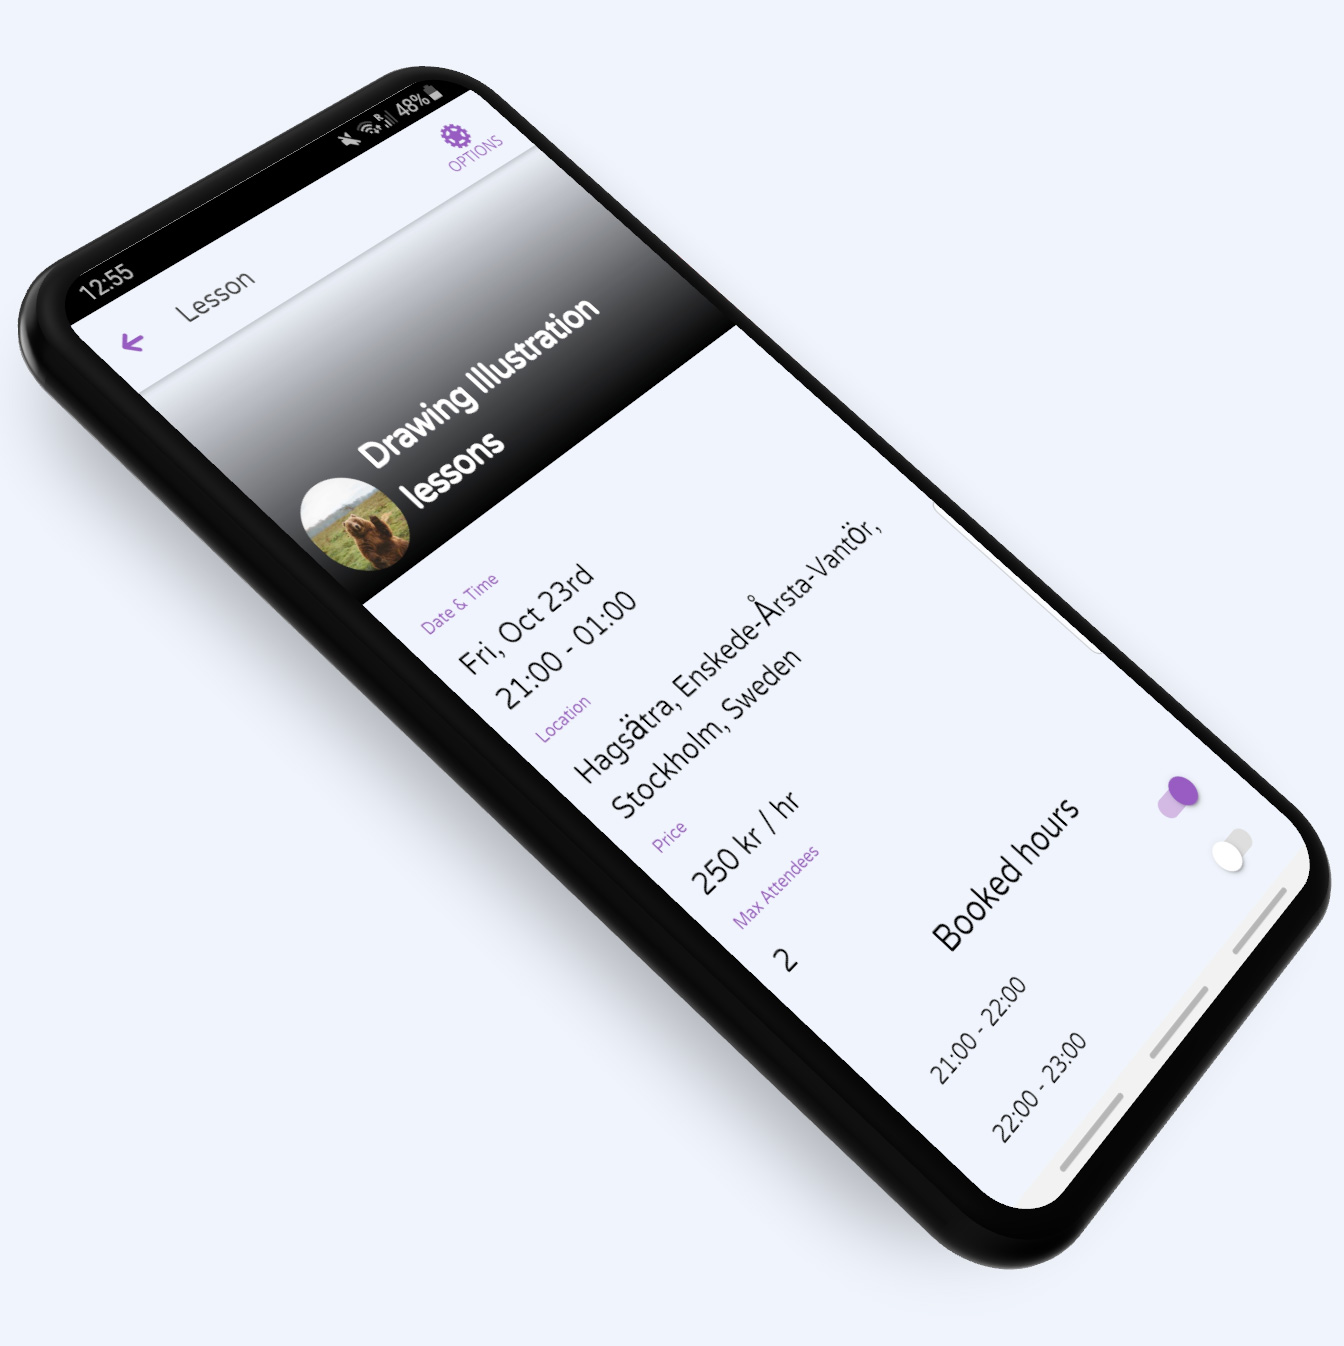 12:55
48%
R
OPTIONS
Lesson
Drawing Illustration
lessons
Date & Time
Fri, Oct 23rd
21:00 - 01:00
Location
Hagsätra, Enskede-Årsta-Vantör,
Stockholm, Sweden
Price
250 kr / hr
Max Attendees
2
Booked hours
21:00 - 22:00
22:00 - 23:00